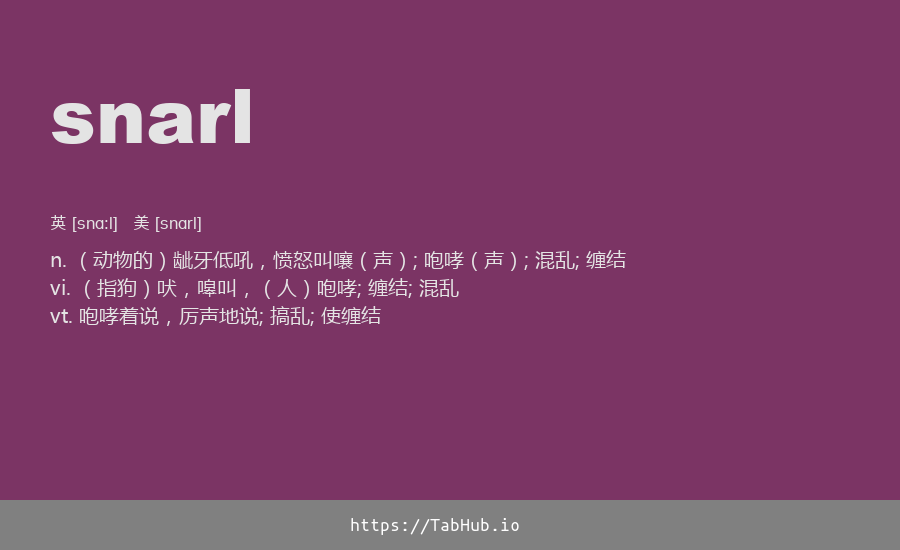 snarl
英 [snɑːl] 美 [snarl]
n. （动物的）龇牙低吼，愤怒叫嚷（声）; 咆哮（声）; 混乱; 缠结
vi. （指狗）吠，嗥叫，（人）咆哮; 缠结; 混乱
vt. 咆哮着说，厉声地说; 搞乱; 使缠结
https://TabHub.io